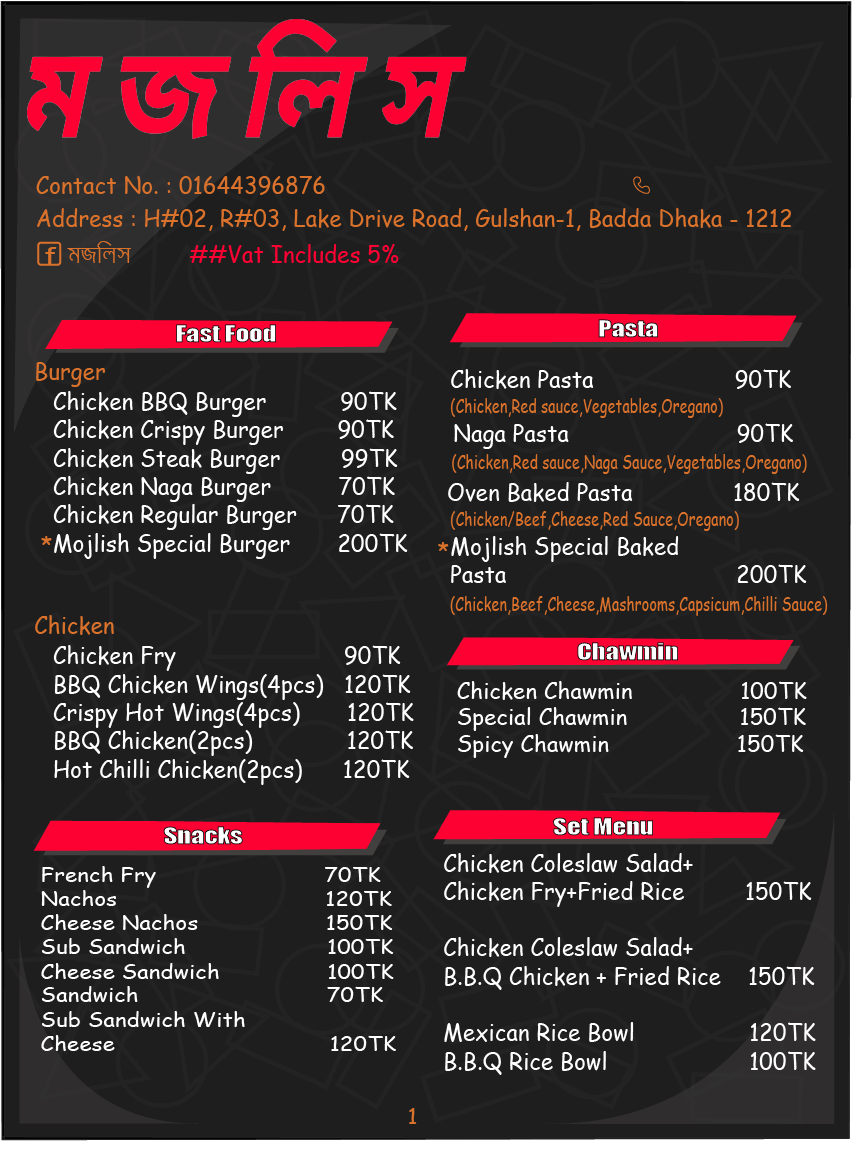 মজলিস
Contact No. : 01644396876
Address : H#02, R#03, Lake Drive Road, Gulshan-1, Badda Dhaka - 1212
মজলিস ##Vat Includes 5%
Fast Food
Burger
Chicken BBQ Burger 90TK
Chicken Crispy Burger 90TK
Chicken Steak Burger 99TK
Chicken Naga Burger 70TK
Chicken Regular Burger 70TK
*Mojlish Special Burger 200TK
Chicken
Chicken Fry 90TK
BBQ Chicken Wings(4pcs) 120TK
Crispy Hot Wings(4pcs) 120TK
BBQ Chicken(2pcs) 120TK
Hot Chilli Chicken(2pcs) 120TK
Snacks
French Fry 70TK
Nachos 120TK
Cheese Nachos 150TK
Sub Sandwich 100TK
Cheese Sandwich 100TK
Sandwich 70TK
Sub Sandwich With
Cheese 120TK
Pasta
Chicken Pasta 90TK
(Chicken,Red sauce,Vegetables,Oregano)
Naga Pasta 90TK
(Chicken,Red sauce,Naga Sauce,Vegetables,Oregano)
Oven Baked Pasta 180TK
(Chicken/Beef,Cheese,Red Sauce,Oregano)
*Mojlish Special Baked
Pasta 200TK
(Chicken,Beef,Cheese,Mashrooms,Capsicum,Chilli Sauce)
Chawmin
Chicken Chawmin 100TK
Special Chawmin 150TK
Spicy Chawmin 150TK
Set Menu
Chicken Coleslaw Salad+
Chicken Fry+Fried Rice 150TK
Chicken Coleslaw Salad+
B.B.Q Chicken + Fried Rice 150TK
Mexican Rice Bowl 120TK
B.B.Q Rice Bowl 100TK
1